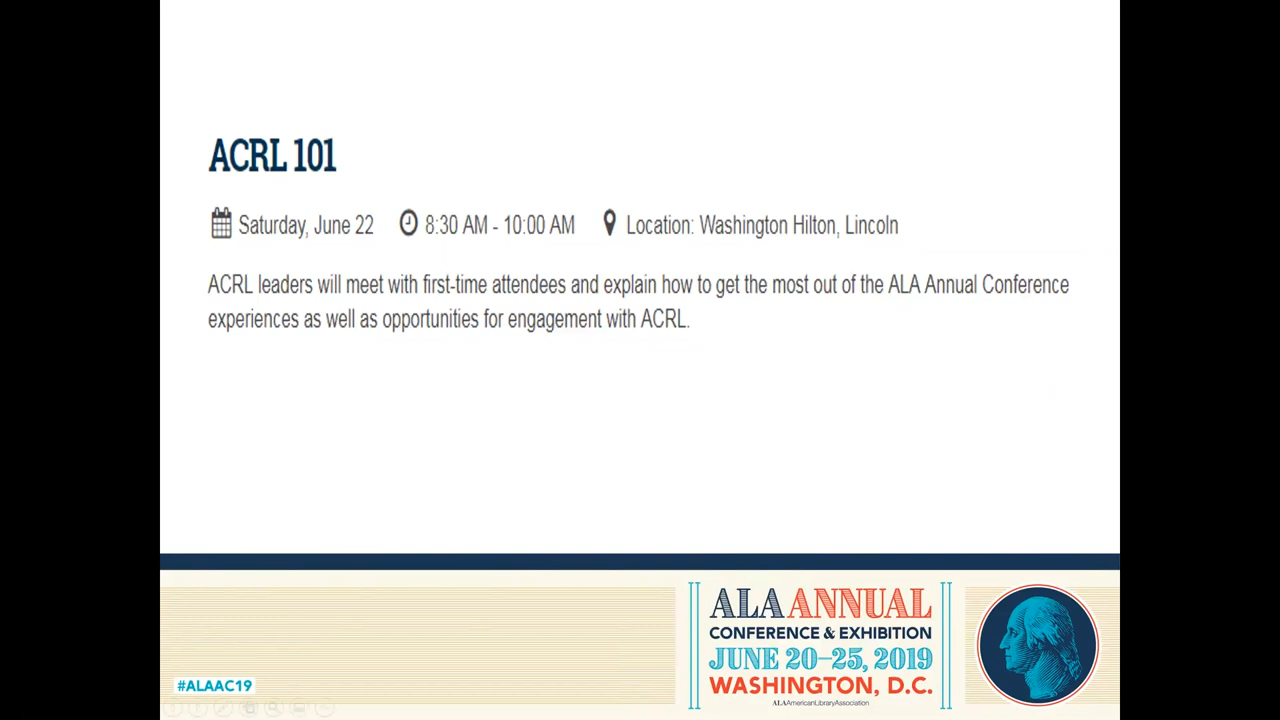 ACRL 101
Saturday, June 22 8:30 AM - 10:00 AM Location: Washington Hilton, Lincoln
ACRL leaders will meet with first-time attendees and explain how to get the most out of the ALA Annual Conference
experiences as well as opportunities for engagement with ACRL.
ALA ANNUAL
CONFERENCE & EXHIBITION
JUNE 20–25, 2019
WASHINGTON, D.C.
ALAAmericanLibraryAssociation
#ALAAC19